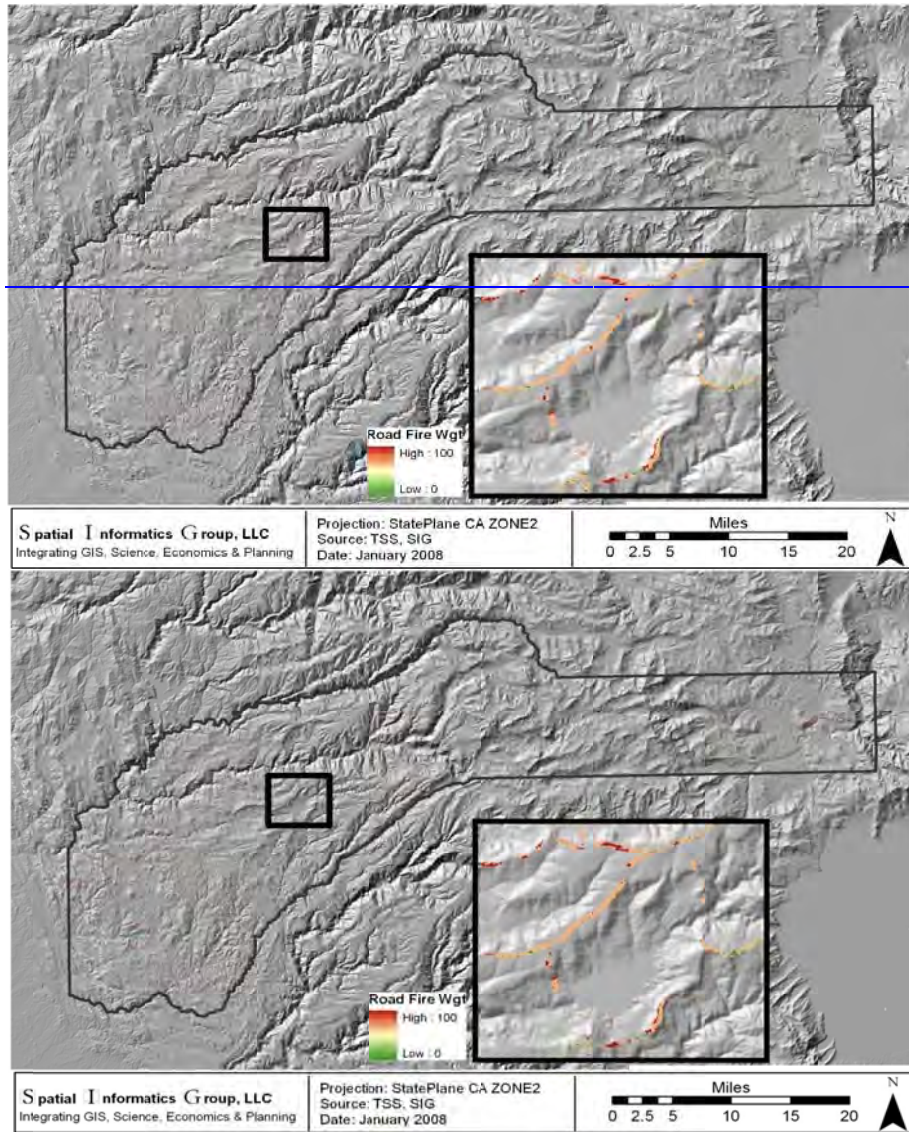 Road Fire Wgt
High : 100
Low : 0
Spatial Informatics Group, LLC
Integrating GIS, Science, Economics & Planning
Projection: StatePlane CA ZONE2
Source: TSS, SIG
Date: January 2008
Miles
0 2.5 5 10 15 20
N
Road Fire Wgt
High : 100
Low : 0
Spatial Informatics Group, LLC
Integrating GIS, Science, Economics & Planning
Projection: StatePlane CA ZONE2
Source: TSS, SIG
Date: January 2008
Miles
0 2.5 5 10 15 20
N